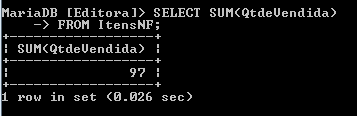 MariaDB [Editora]> SELECT SUM(QtdeVendida)
    -> FROM ItensNF;
+------------------+
| SUM(QtdeVendida) |
+------------------+
|               97 |
+------------------+
1 row in set (0.026 sec)